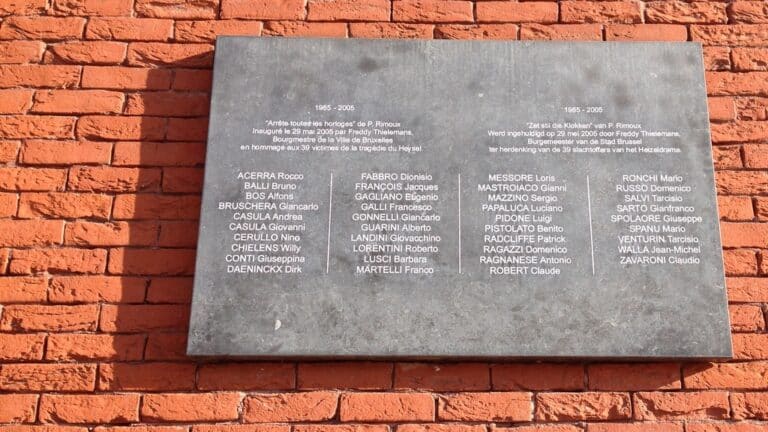 1985 - 2005
"Arrête toutes les horloges" de P. Rimoux
Inauguré le 29 mai 2005 par Freddy Thielemans,
Bourgmestre de la Ville de Bruxelles
en hommage aux 39 victimes de la tragédie du Heysel.
1985 - 2005
"Zet stil die Klokken" van P. Rimoux
Werd ingehuldigd op 29 mei 2005 door Freddy Thielemans,
Burgemeester van de Stad Brussel
ter herdenking van de 39 slachtoffers van het Heizeldrama.
ACERRA Rocco
BALLI Bruno
BOS Alfons
BRUSCHERA Giancarlo
CASULA Andrea
CASULA Giovanni
CERULLO Nino
CHIELENS Willy
CONTI Giuseppina
DAENINCKX Dirk
FABBRO Dionisio
FRANÇOIS Jacques
GAGLIANO Eugenio
GALLI Francesco
GONNELLI Giancarlo
GUARINI Alberto
LANDINI Giovacchino
LORENTINI Roberto
LUSCI Barbara
MARTELLI Franco
MESSORE Loris
MASTROIACO Gianni
MAZZINO Sergio
PAPALUCA Luciano
PIDONE Luigi
PISTOLATO Benito
RADCLIFFE Patrick
RAGAZZI Domenico
RAGNANESE Antonio
ROBERT Claude
RONCHI Mario
RUSSO Domenico
SALVI Tarcisio
SARTO Gianfranco
SPOLAORE Giuseppe
SPANU Mario
VENTURIN Tarcisio
WALLA Jean-Michel
ZAVARONI Claudio